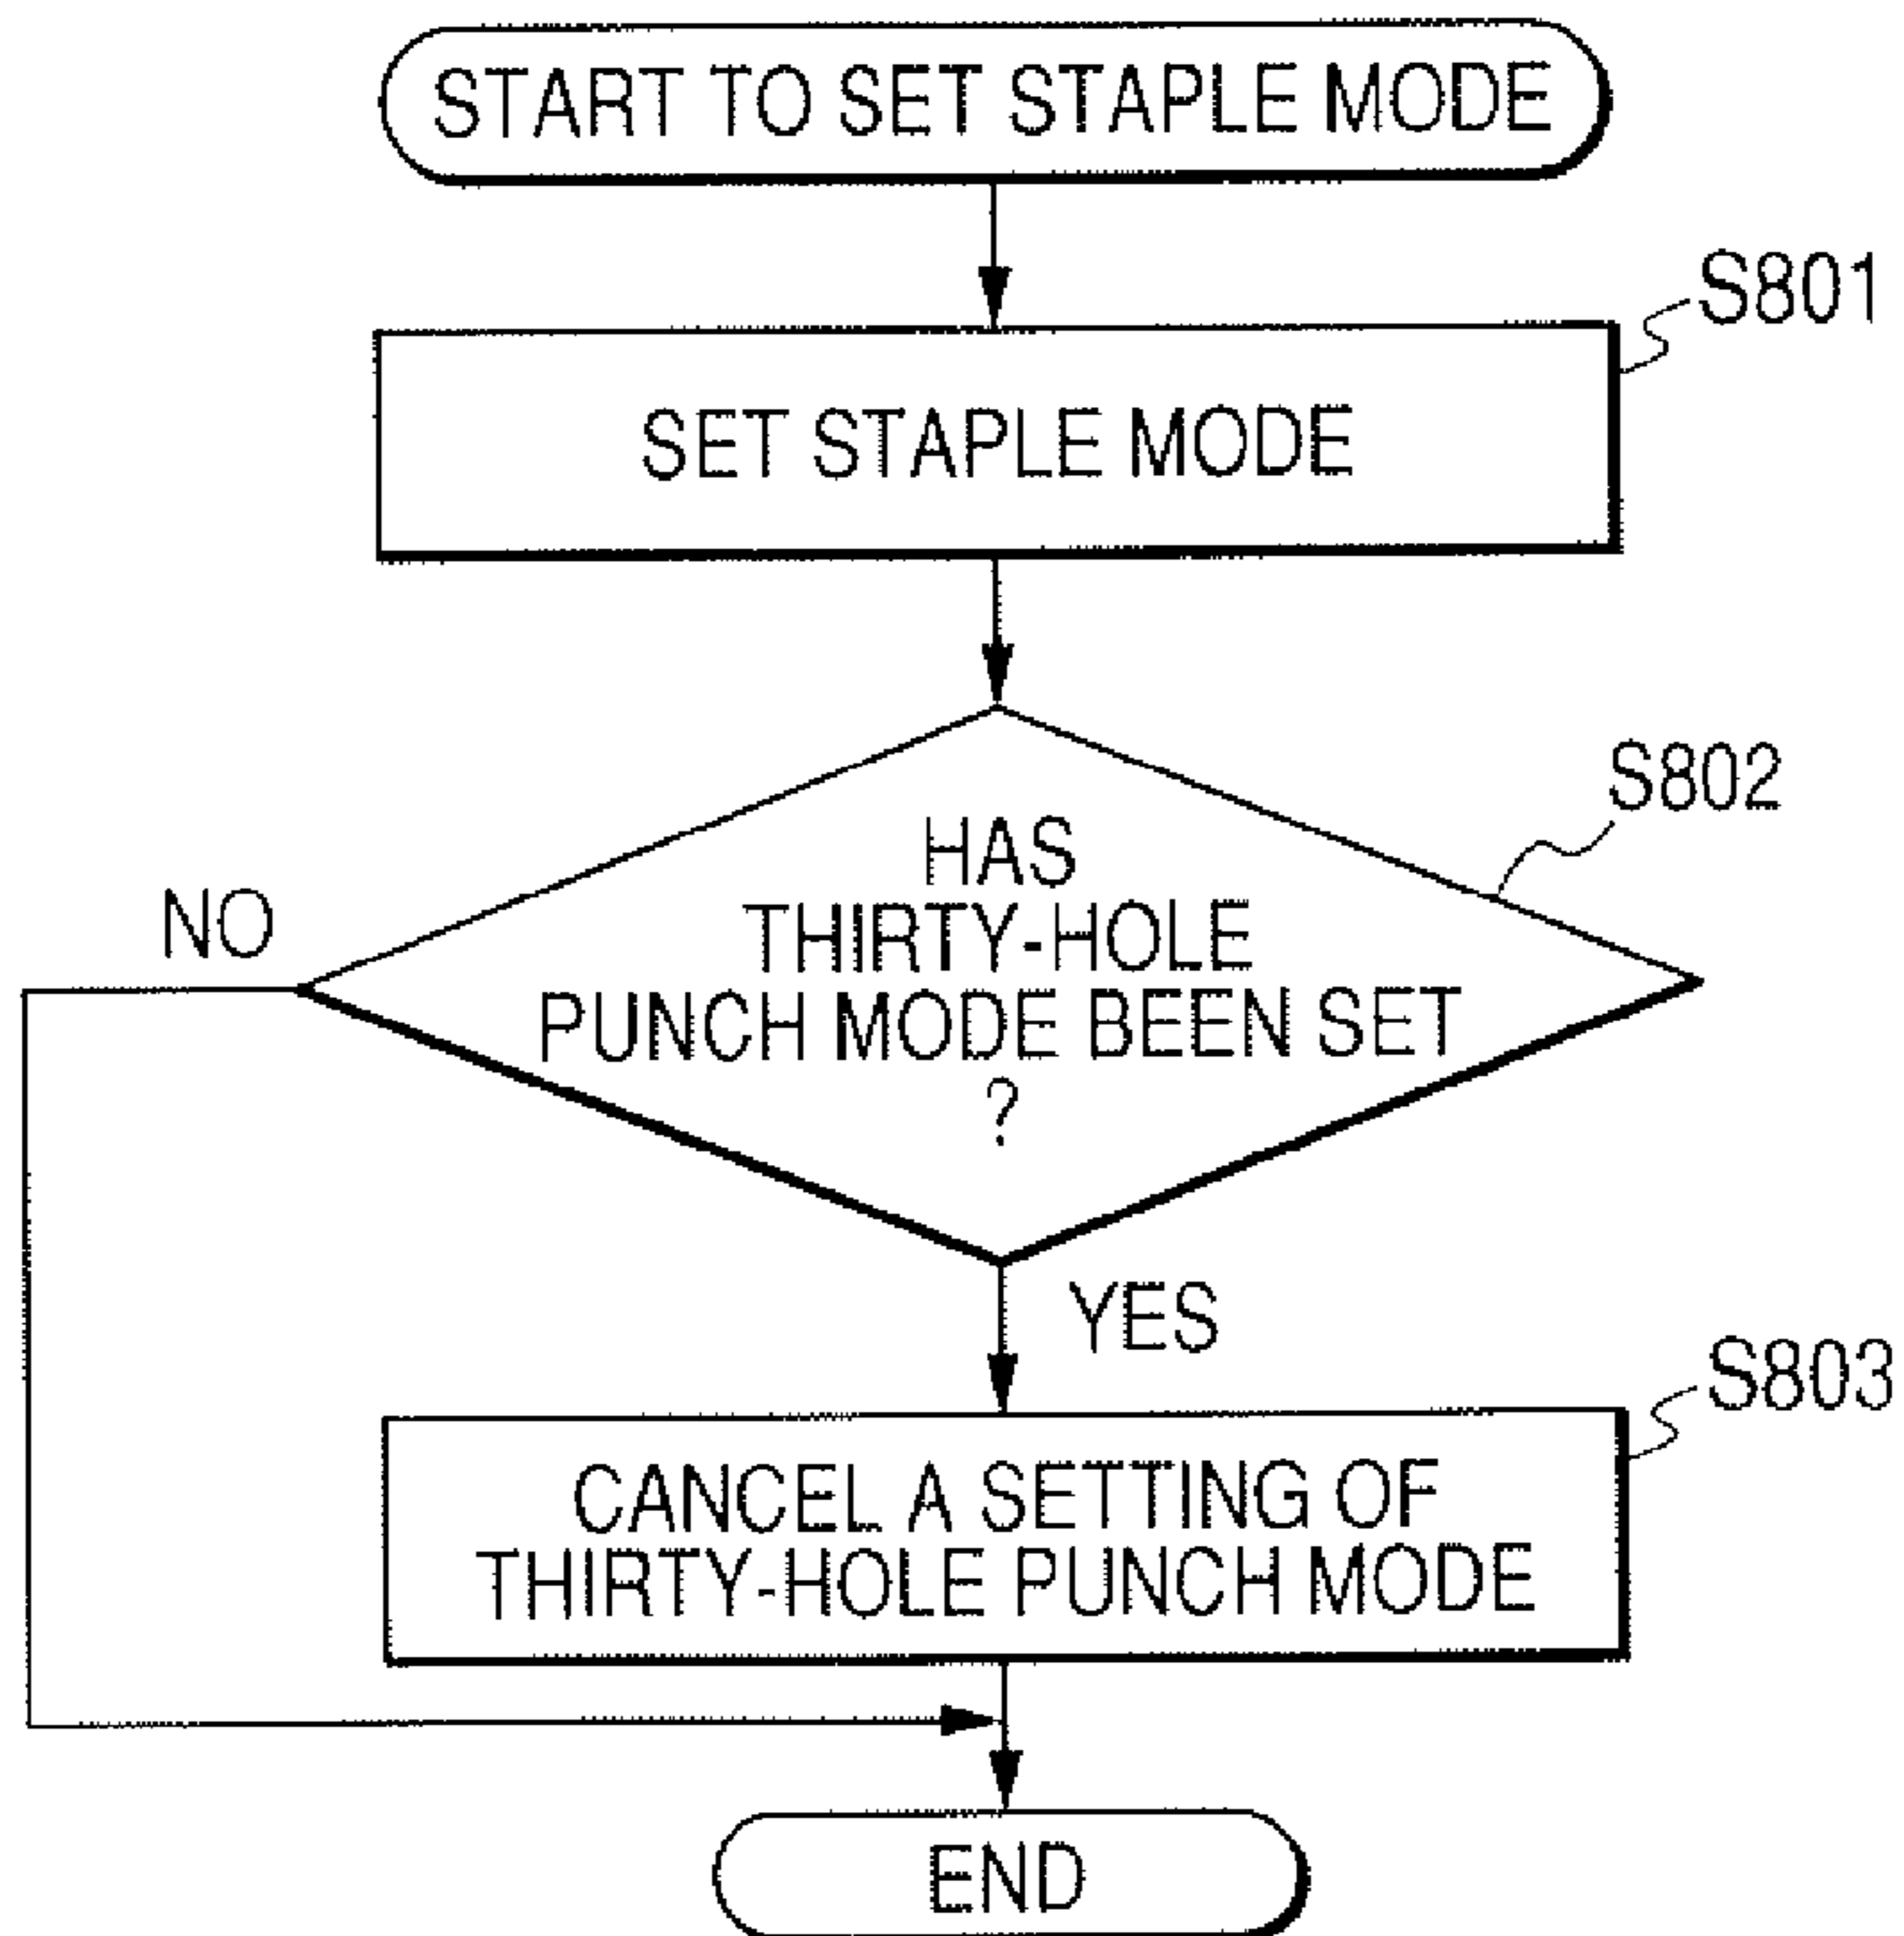 START TO SET STAPLE MODE
S801
SET STAPLE MODE
S802
HAS
THIRTY-HOLE
PUNCH MODE BEEN SET
?
NO
YES
S803
CANCEL A SETTING OF
THIRTY-HOLE PUNCH MODE
END